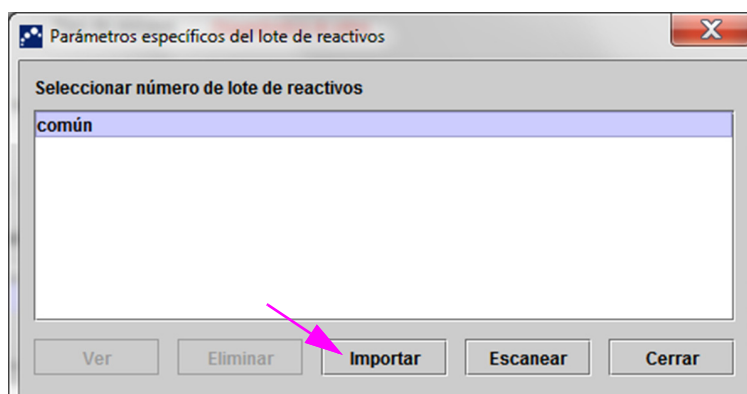 Parámetros específicos del lote de reactivos
Seleccionar número de lote de reactivos
común
Ver Eliminar Importar Escanear Cerrar